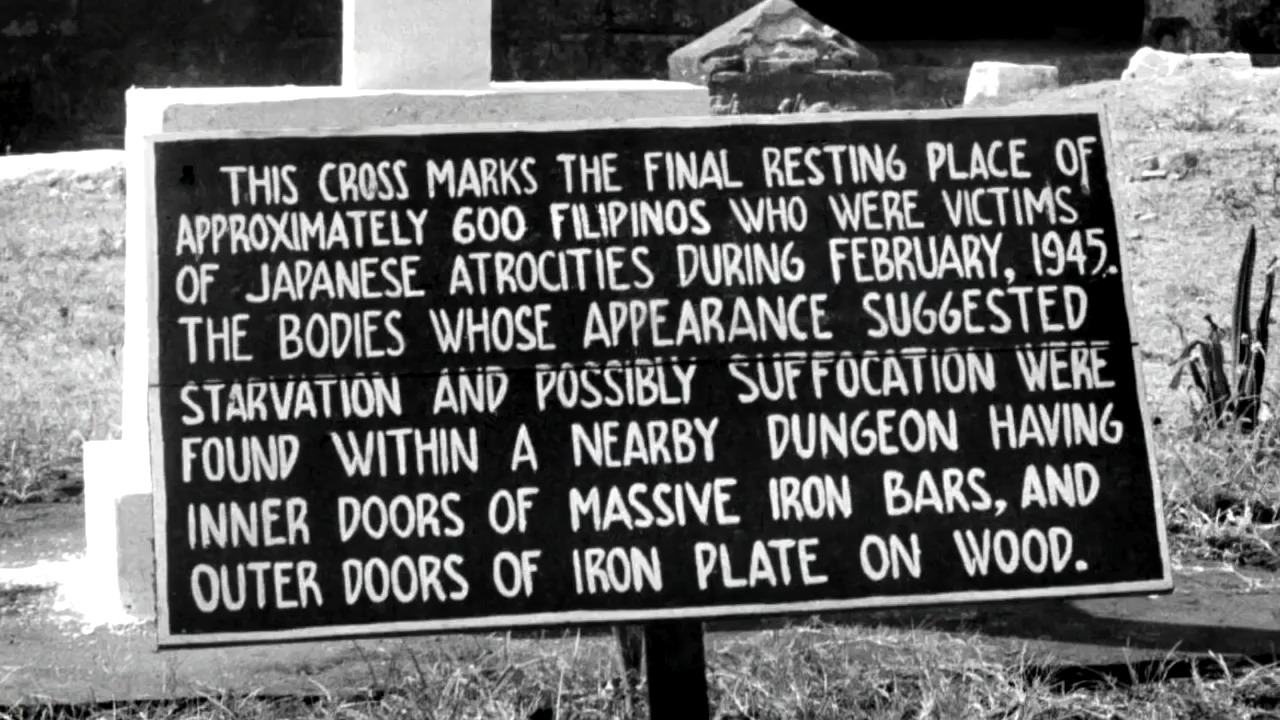 THIS CROSS MARKS THE FINAL RESTING PLACE OF
APPROXIMATELY 600 FILIPINOS WHO WERE VICTIMS
OF JAPANESE ATROCITIES DURING FEBRUARY, 1945.
THE BODIES WHOSE APPEARANCE SUGGESTED
STARVATION AND POSSIBLY SUFFOCATION WERE
FOUND WITHIN A NEARBY DUNGEON HAVING
INNER DOORS OF MASSIVE IRON BARS, AND
OUTER DOORS OF IRON PLATE ON WOOD.